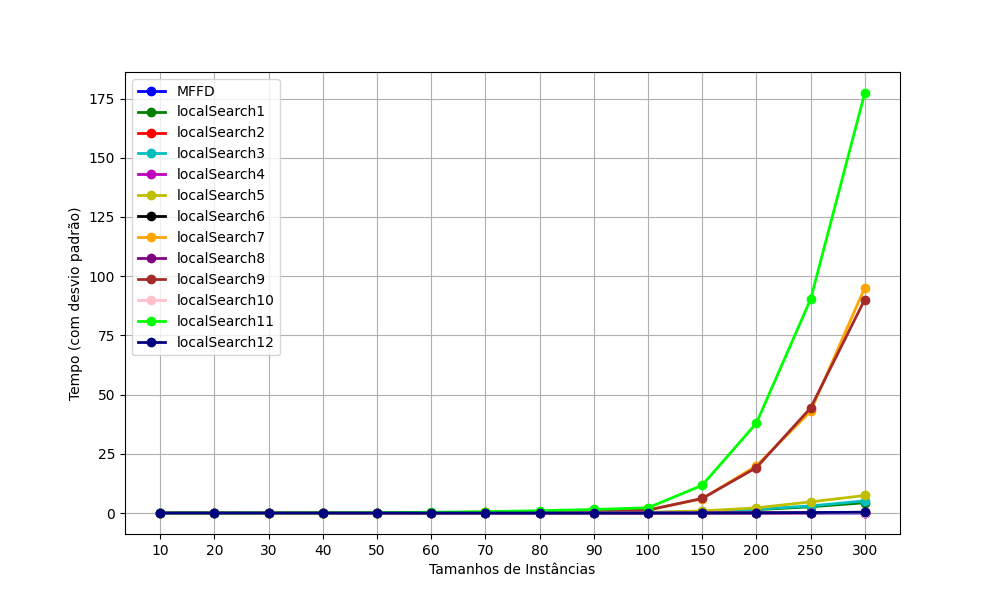 175
150
125
100
75
50
25
0
Tempo (com desvio padrão)
MFFD
localSearch1
localSearch2
localSearch3
localSearch4
localSearch5
localSearch6
localSearch7
localSearch8
localSearch9
localSearch10
localSearch11
localSearch12
10 20 30 40 50 60 70 80 90 100 150 200 250 300
Tamanhos de Instâncias